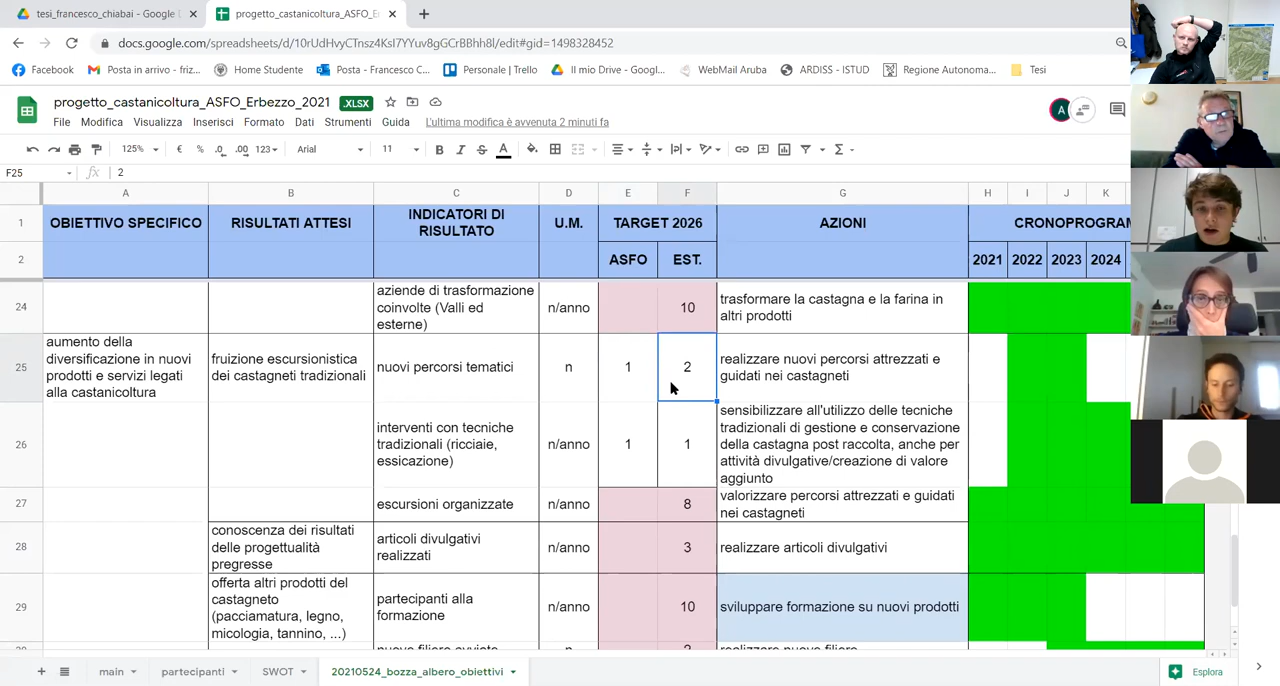 tesi_francesco_chiabai - Google
progetto_castanicoltura_ASFO_Er
docs.google.com/spreadsheets/d/10rUdHvyCTnsz4KsI7YYuv8gGCrBBhh8l/edit#gid=1498328452
Facebook
Posta in arrivo - friz...
Home Studente
Posta - Francesco C...
Personale | Trello
Il mio Drive - Googl...
WebMail Aruba
ARDISS - ISTUD
Regione Autonoma...
Tesi
progetto_castanicoltura_ASFO_Erbezzo_2021
.XLSX
A
File
Modifica
Visualizza
Inserisci
Formato
Dati
Strumenti
Guida
L'ultima modifica è avvenuta 2 minuti fa
125%
€
%
.0
.00
123
Arial
11
B
I
S
A
F25
fx
2
A
B
C
D
E
F
G
H
I
J
K
1
OBIETTIVO SPECIFICO
RISULTATI ATTESI
INDICATORI DI
RISULTATO
U.M.
TARGET 2026
AZIONI
CRONOPROGRAM
2
ASFO
EST.
2021
2022
2023
2024
24
aziende di trasformazione
coinvolte (Valli ed
esterne)
n/anno
10
trasformare la castagna e la farina in
altri prodotti
25
aumento della
diversificazione in nuovi
prodotti e servizi legati
alla castanicoltura
fruizione escursionistica
dei castagneti tradizionali
nuovi percorsi tematici
n
1
2
realizzare nuovi percorsi attrezzati e
guidati nei castagneti
26
interventi con tecniche
tradizionali (ricciaie,
essicazione)
n/anno
1
1
sensibilizzare all'utilizzo delle tecniche
tradizionali di gestione e conservazione
della castagna post raccolta, anche per
attività divulgative/creazione di valore
aggiunto
27
escursioni organizzate
n/anno
8
valorizzare percorsi attrezzati e guidati
nei castagneti
28
conoscenza dei risultati
delle progettualità
pregresse
articoli divulgativi
realizzati
n/anno
3
realizzare articoli divulgativi
29
offerta altri prodotti del
castagneto
(pacciamatura, legno,
micologia, tannino, ...)
partecipanti alla
formazione
n/anno
10
sviluppare formazione su nuovi prodotti
main
partecipanti
SWOT
20210524_bozza_albero_obiettivi
Esplora